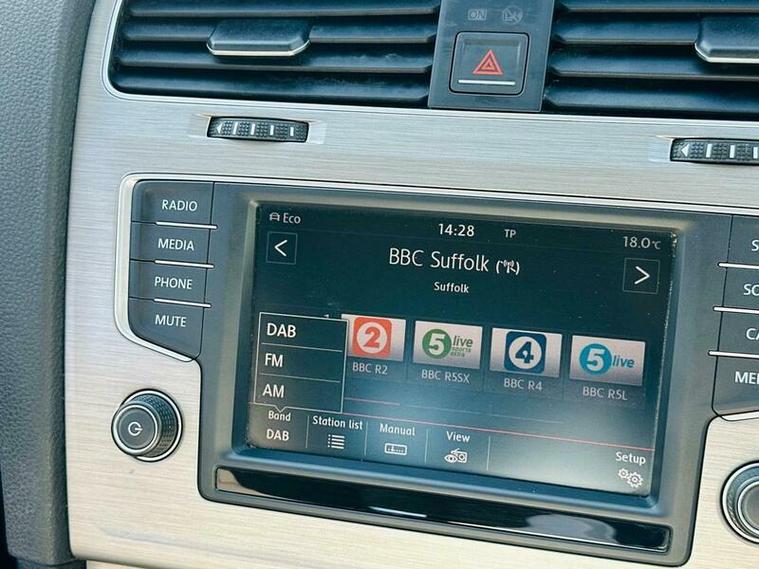 ON
RADIO
MEDIA
PHONE
MUTE
Eco
14:28
TP
18.0°C
BBC Suffolk
Suffolk
2
5 live
sports
extra
4
5 live
BBC R2
BBC R5SX
BBC R4
BBC R5L
DAB
FM
AM
Band
DAB
Station list
Manual
View
Setup